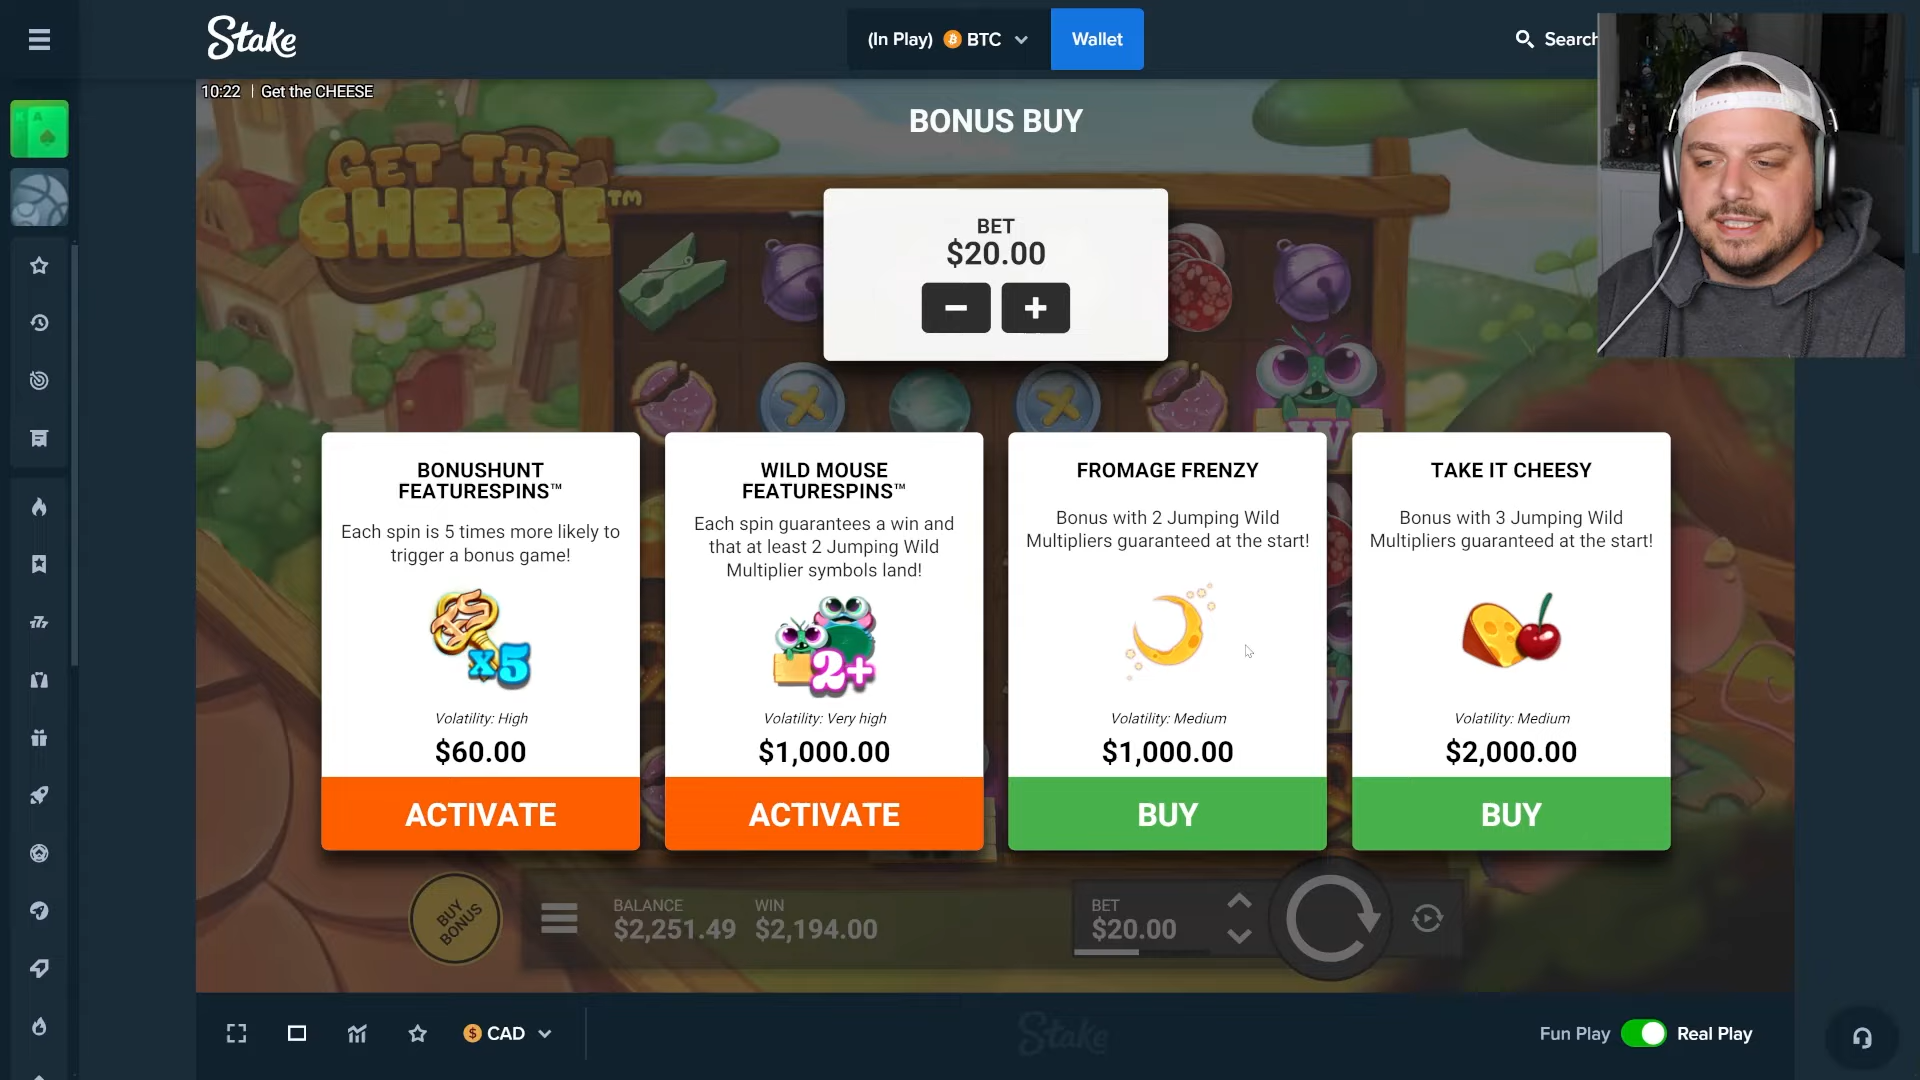 Stake
(In Play) BTC
Wallet
Search
10:22 | Get the CHEESE
BONUS BUY
GET THE
CHEESE™
BET
$20.00
−
+
BONUSHUNT
FEATURESPINS™
Each spin is 5 times more likely to
trigger a bonus game!
x5
Volatility: High
$60.00
ACTIVATE
WILD MOUSE
FEATURESPINS™
Each spin guarantees a win and
that at least 2 Jumping Wild
Multiplier symbols land!
2+
Volatility: Very high
$1,000.00
ACTIVATE
FROMAGE FRENZY
Bonus with 2 Jumping Wild
Multipliers guaranteed at the start!
Volatility: Medium
$1,000.00
BUY
TAKE IT CHEESY
Bonus with 3 Jumping Wild
Multipliers guaranteed at the start!
Volatility: Medium
$2,000.00
BUY
BUY
BONUS
BALANCE
$2,251.49
WIN
$2,194.00
BET
$20.00
CAD
Stake
Fun Play
Real Play